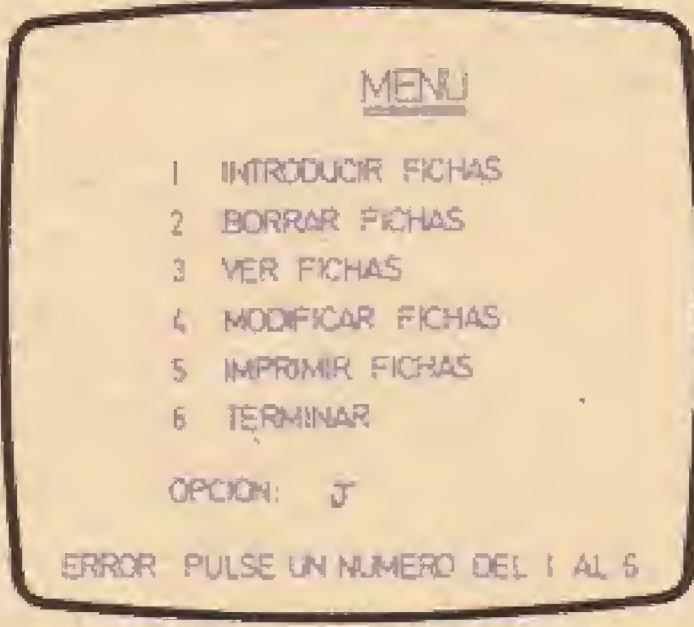 MENU
1 INTRODUCIR FICHAS
2 BORRAR FICHAS
3 VER FICHAS
4 MODIFICAR FICHAS
5 IMPRIMIR FICHAS
6 TERMINAR
OPCION: J
ERROR PULSE UN NUMERO DEL 1 AL 6